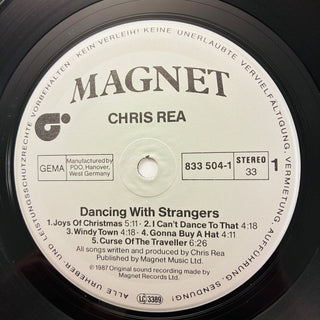 MAGNET
CHRIS REA
GEMA
Manufactured by
PDO, Hanover,
West Germany
833 504-1
STEREO
33
1
Dancing With Strangers
1.Joys Of Christmas 5:11 - 2.I Can't Dance To That 4:18
3.Windy Town 4:18 - 4.Gonna Buy A Hat 4:11
5.Curse Of The Traveller 6:26
All songs written and produced by Chris Rea
Published by Magnet Music Ltd.
℗ 1987 Original sound recording made by
Magnet Records Ltd.
LC 3389
ALLE URHEBER- UND LEISTUNGSSCHUTZRECHTE VORBEHALTEN · KEIN VERLEIH! KEINE UNERLAUBTE VERVIELFÄLTIGUNG, VERMIETUNG, AUFFÜHRUNG, SENDUNG!